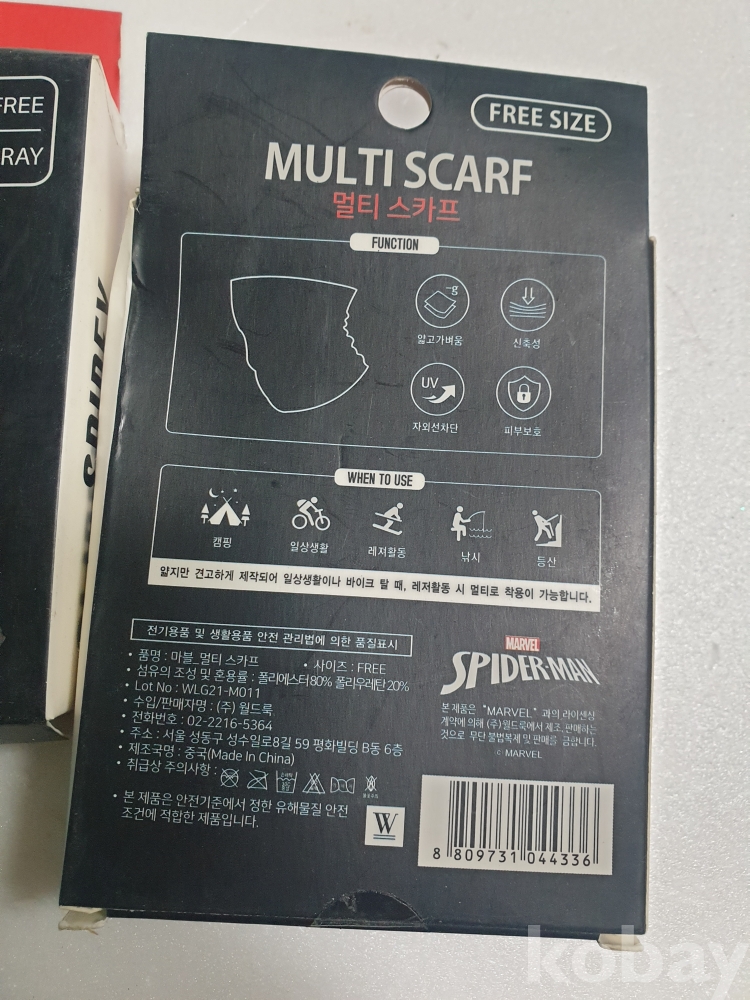 FREE
RAY
SPIDEY
FREE SIZE
MULTI SCARF
멀티 스카프
FUNCTION
-g
얇고가벼움
신축성
UV
자외선차단
피부보호
WHEN TO USE
캠핑
일상생활
레져활동
낚시
등산
얇지만 견고하게 제작되어 일상생활이나 바이크 탈 때, 레저활동 시 멀티로 착용이 가능합니다.
전기용품 및 생활용품 안전 관리법에 의한 품질표시
• 품명 : 마블_멀티 스카프 • 사이즈 : FREE
• 섬유의 조성 및 혼용률 : 폴리에스터 80% 폴리우레탄 20%
• Lot No : WLG21-M011
• 수입/판매자명 : (주) 월드룩
• 전화번호 : 02-2216-5364
• 주소 : 서울 성동구 성수일로8길 59 평화빌딩 B동 6층
• 제조국명 : 중국(Made In China)
• 취급상 주의사항 :
• 본 제품은 안전기준에서 정한 유해물질 안전
조건에 적합한 제품입니다.
W
MARVEL
SPIDER-MAN
본 제품은 "MARVEL" 과의 라이센싱
계약에 의해 (주)월드룩에서 제조, 판매하는
것으로 무단 불법복제 및 판매를 금합니다.
© MARVEL
8 809731 044336
kobay